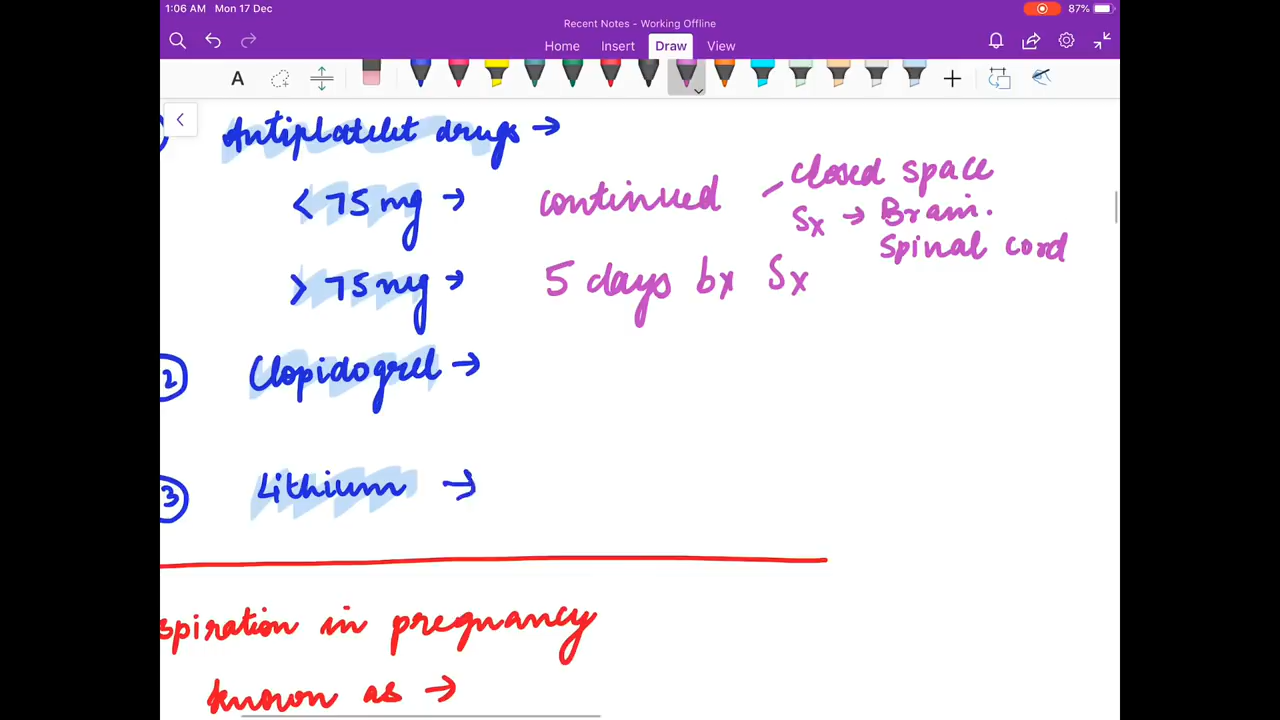 1:06 AM Mon 17 Dec
87%
Recent Notes - Working Offline
Home Insert Draw View
A
Antiplatelet drugs →
< 75 mg → continued
closed space
Sx → Brain.
Spinal cord
> 75 mg → 5 days bx Sx
2 Clopidogrel →
3 Lithium →
spiration in pregnancy
known as →